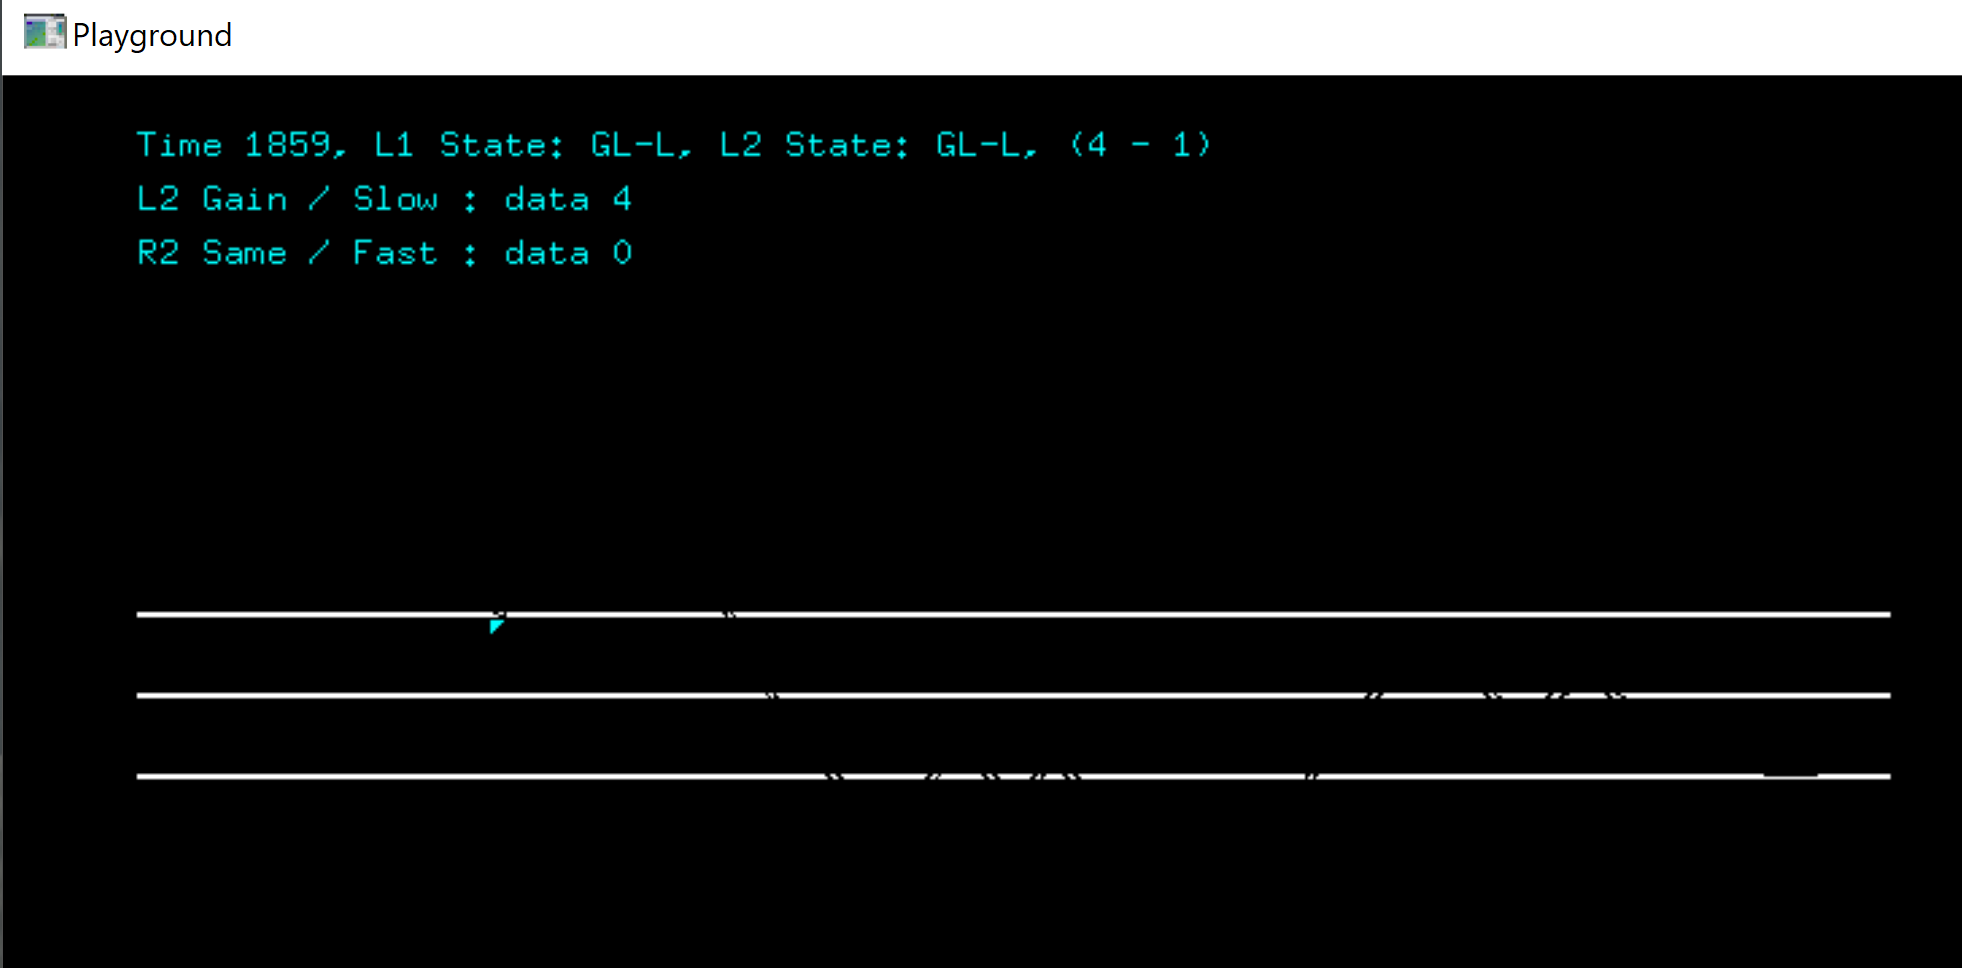 Playground
Time 1859, L1 State: GL-L, L2 State: GL-L, (4 - 1)
L2 Gain / Slow : data 4
R2 Same / Fast : data 0